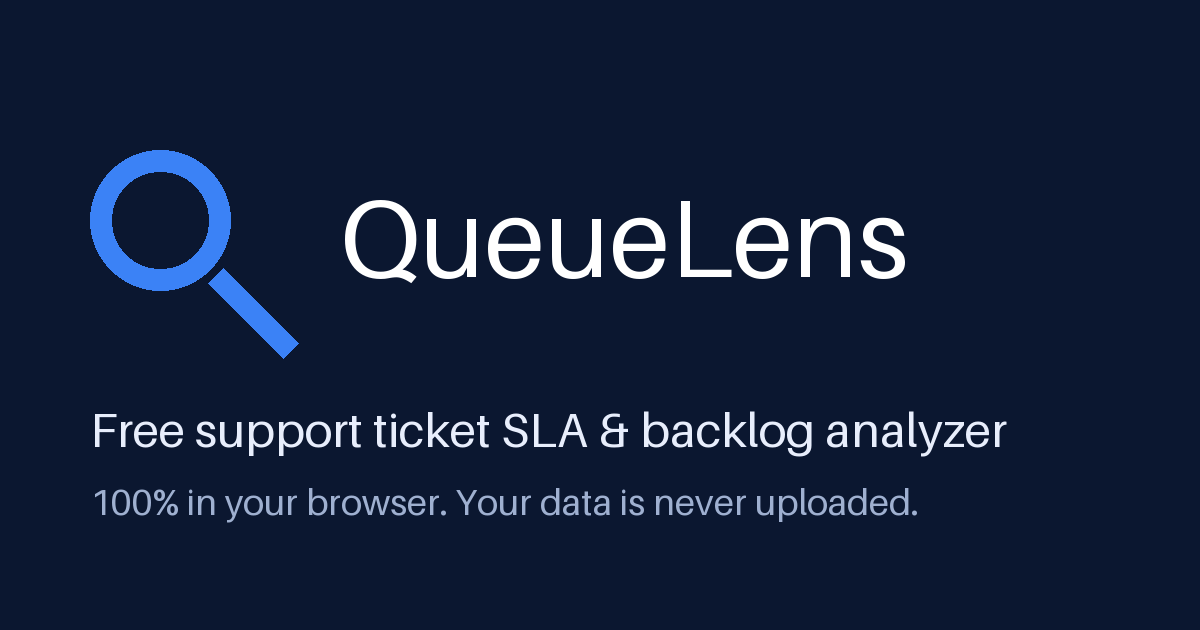 QueueLens
Free support ticket SLA & backlog analyzer
100% in your browser. Your data is never uploaded.